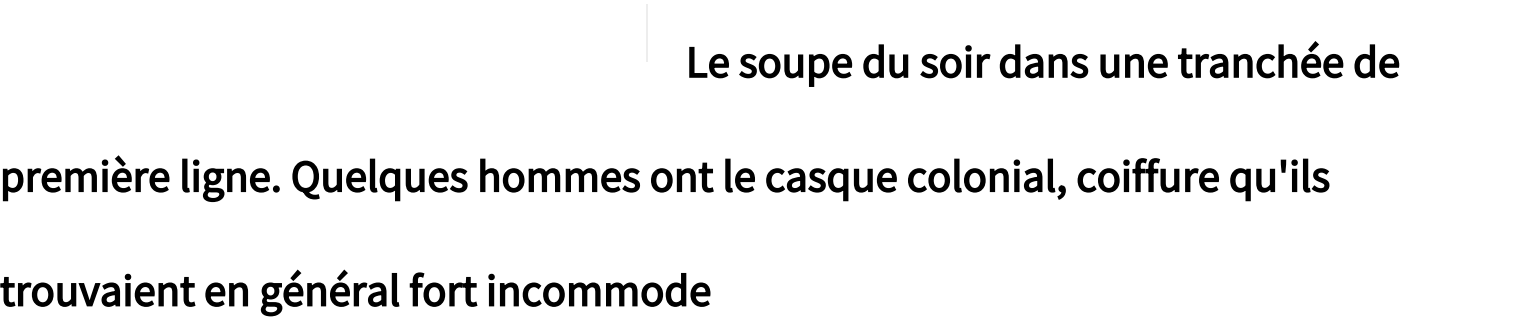 Le soupe du soir dans une tranchée de
première ligne. Quelques hommes ont le casque colonial, coiffure qu'ils
trouvaient en général fort incommode